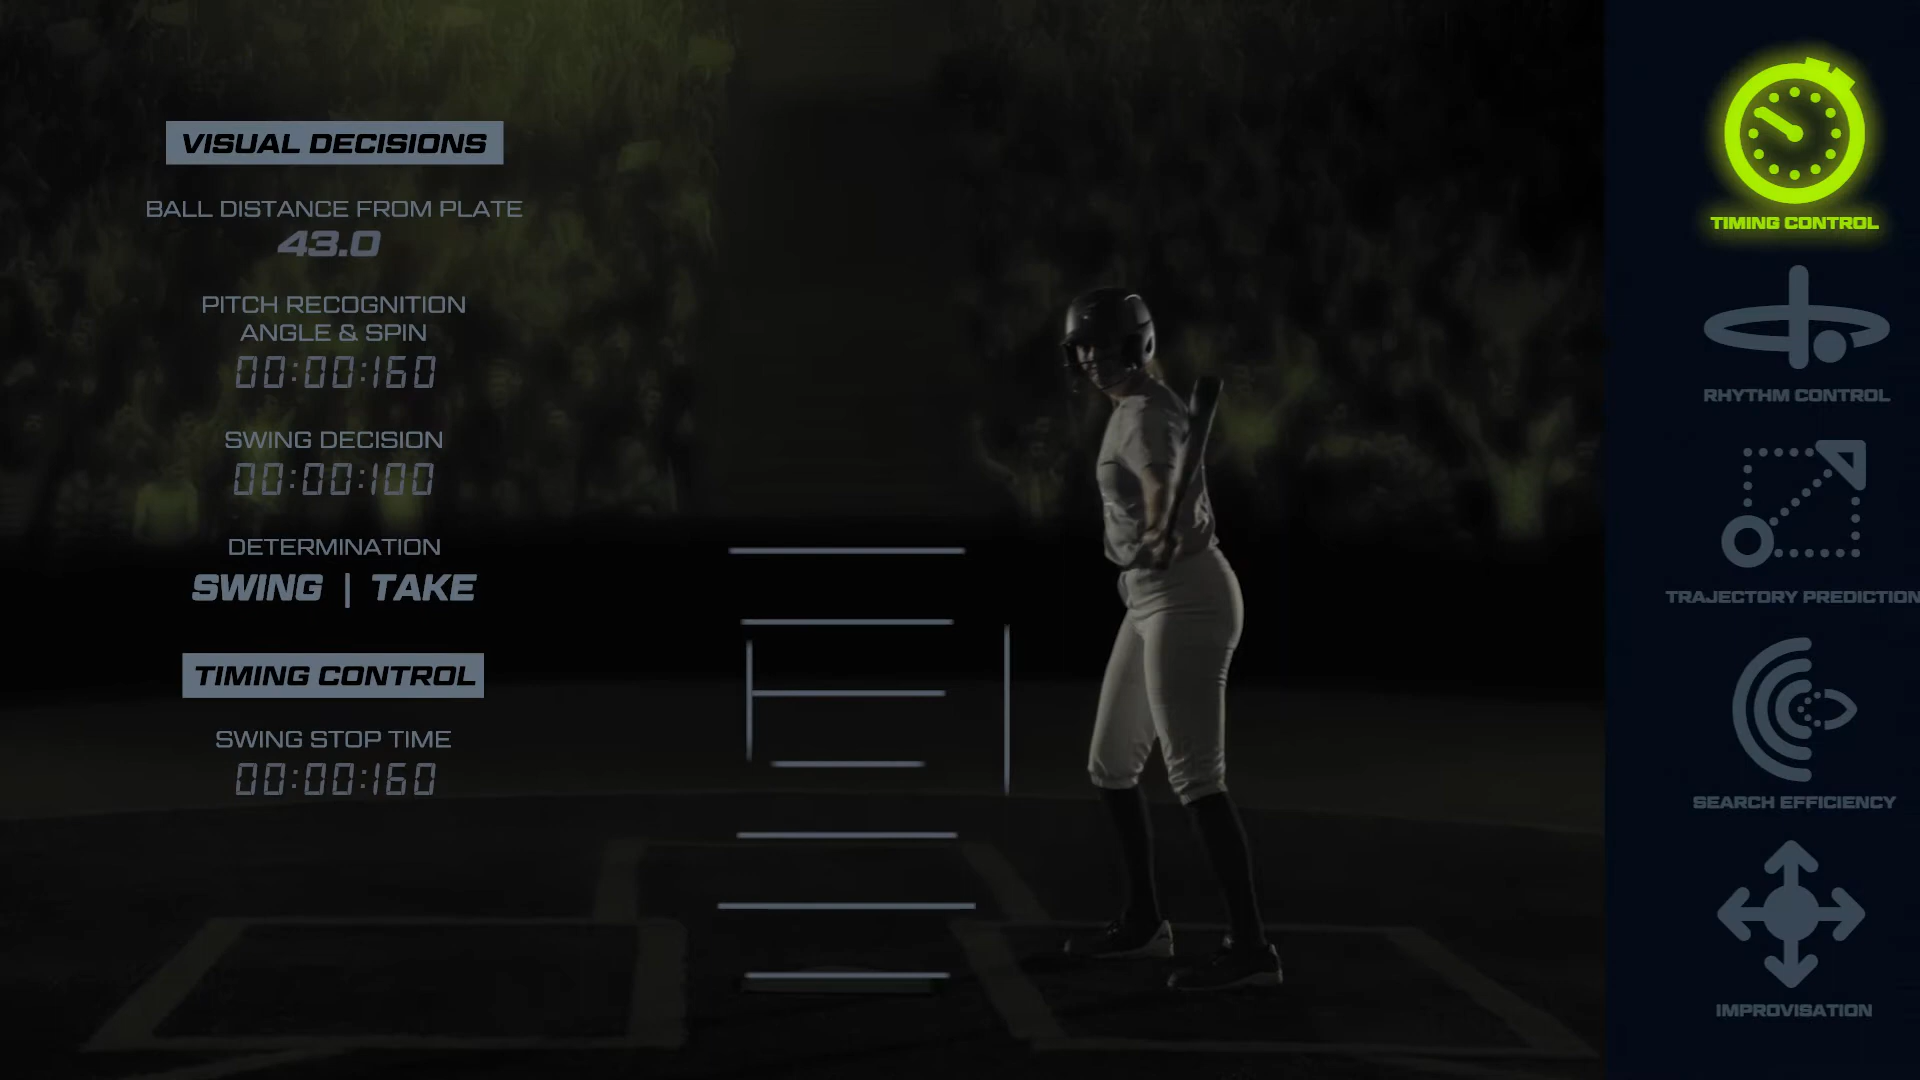 VISUAL DECISIONS
BALL DISTANCE FROM PLATE
43.0
PITCH RECOGNITION
ANGLE & SPIN
00:00:160
SWING DECISION
00:00:100
DETERMINATION
SWING | TAKE
TIMING CONTROL
SWING STOP TIME
00:00:160
TIMING CONTROL
RHYTHM CONTROL
TRAJECTORY PREDICTION
SEARCH EFFICIENCY
IMPROVISATION